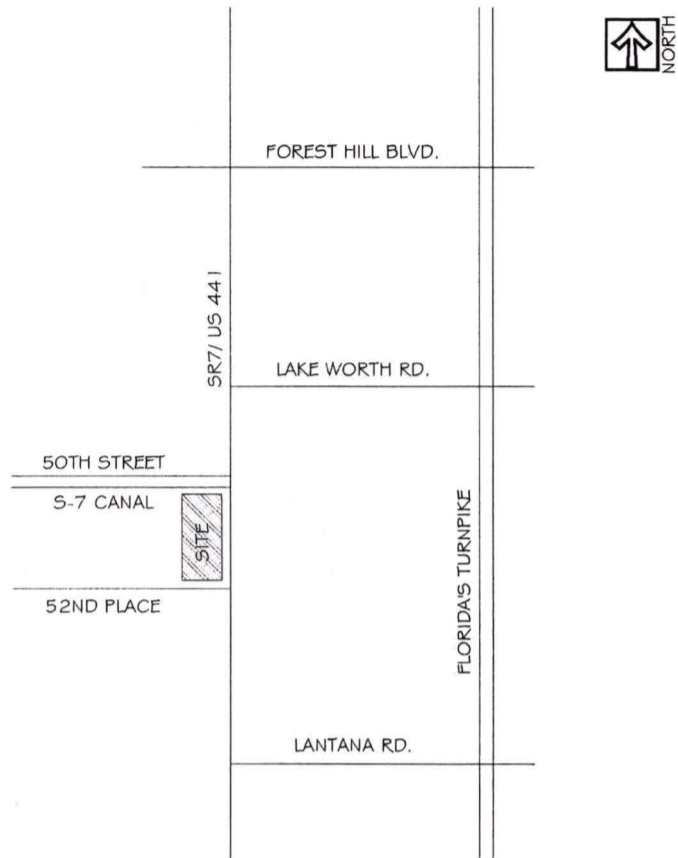 NORTH
FOREST HILL BLVD.
SR7/ US 441
LAKE WORTH RD.
50TH STREET
S-7 CANAL
SITE
52ND PLACE
FLORIDA'S TURNPIKE
LANTANA RD.